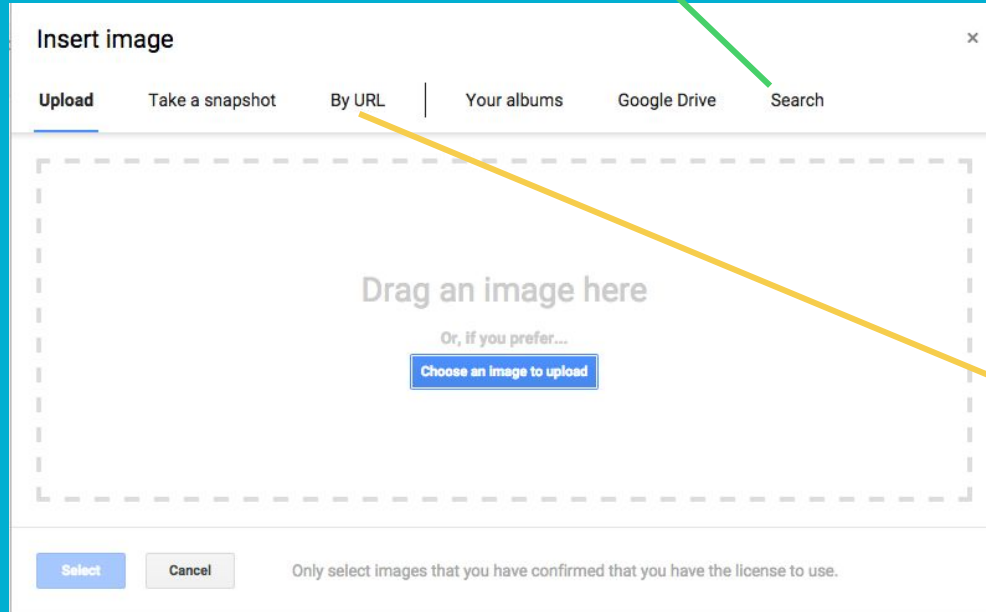 Insert image
×
Upload Take a snapshot By URL Your albums Google Drive Search
Drag an image here
Or, if you prefer...
Choose an image to upload
Select Cancel Only select images that you have confirmed that you have the license to use.